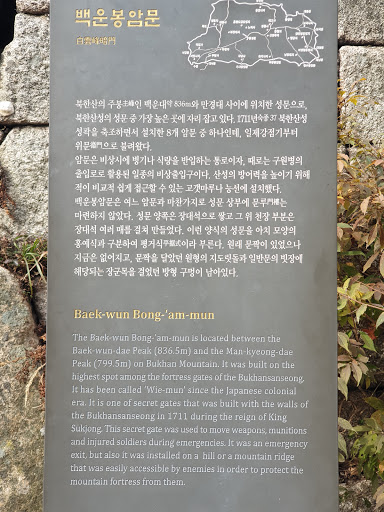 백운봉암문
白雲峰暗門
북한산의 주봉主峰인 백운대약 836m와 만경대 사이에 위치한 성문으로,
북한산성의 성문 중 가장 높은 곳에 자리 잡고 있다. 1711년숙종 37 북한산성
성곽을 축조하면서 설치한 8개 암문 중 하나인데, 일제강점기부터
위문衛門으로 불려왔다.
암문은 비상시에 병기나 식량을 반입하는 통로이자, 때로는 구원병의
출입로로 활용된 일종의 비상출입구이다. 산성의 방어력을 높이기 위해
적이 비교적 쉽게 접근할 수 있는 고갯마루나 능선에 설치했다.
백운봉암문은 여느 암문과 마찬가지로 성문 상부에 문루門樓는
마련하지 않았다. 성문 양쪽은 장대석으로 쌓고 그 위 천장 부분은
장대석 여러 매를 걸쳐 만들었다. 이런 양식의 성문을 아치 모양의
홍예식과 구분하여 평거식平据式이라 부른다. 원래 문짝이 있었으나
지금은 없어지고, 문짝을 달았던 원형의 지도릿돌과 일반문의 빗장에
해당되는 장군목을 걸었던 방형 구멍이 남아있다.
Baek-wun Bong-'am-mun
The Baek-wun Bong-'am-mun is located between the
Baek-wun-dae Peak (836.5m) and the Man-kyeong-dae
Peak (799.5m) on Bukhan Mountain. It was built on the
highest spot among the fortress gates of the Bukhansanseong.
It has been called 'Wie-mun' since the Japanese colonial
era. It is one of secret gates that was built with the walls of
the Bukhansanseong in 1711 during the reign of King
Sukjong. This secret gate was used to move weapons, munitions
and injured soldiers during emergencies. It was an emergency
exit, but also it was installed on a hill or a mountain ridge
that was easily accessible by enemies in order to protect the
mountain fortress from them.